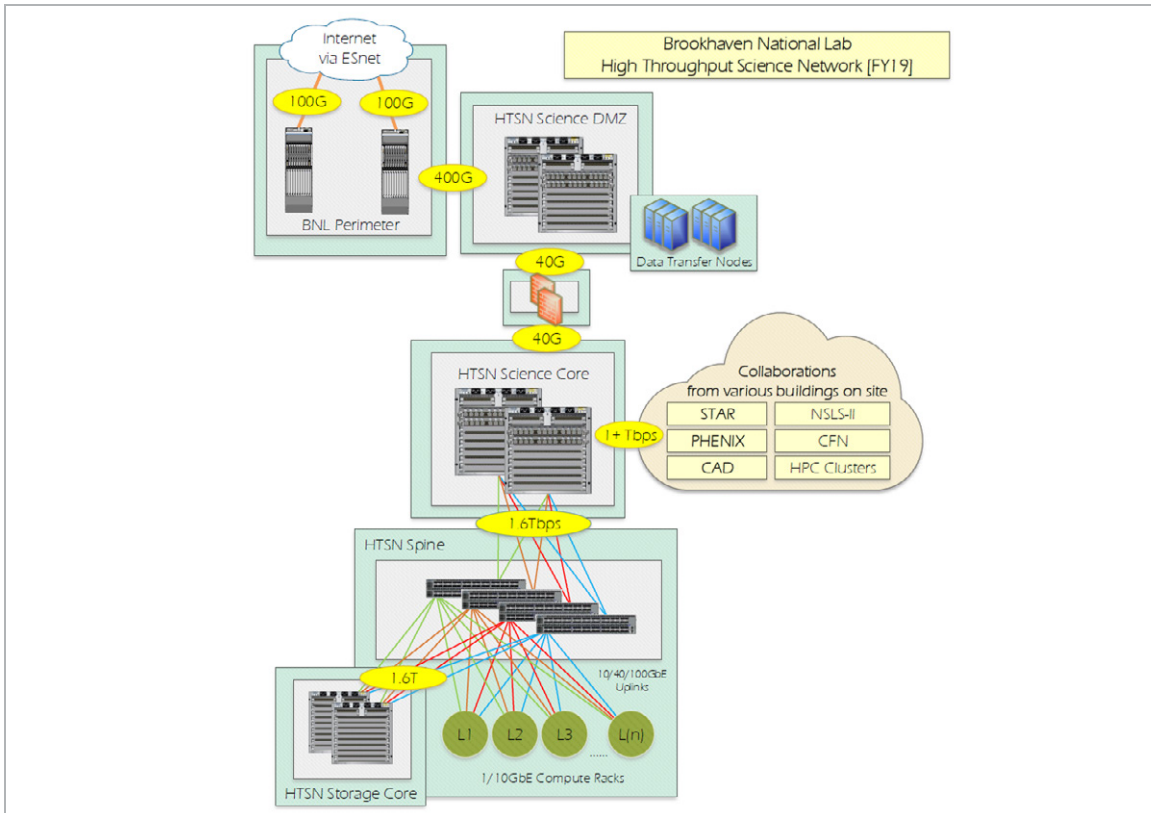 Internet
via ESnet
Brookhaven National Lab
High Throughput Science Network [FY19]
100G
100G
HTSN Science DMZ
400G
BNL Perimeter
Data Transfer Nodes
40G
40G
HTSN Science Core
Collaborations
from various buildings on site
STAR
NSLS-II
1+ Tbps
PHENIX
CFN
CAD
HPC Clusters
1.6Tbps
HTSN Spine
10/40/100GbE
Uplinks
1.6T
L1
L2
L3
......
L(n)
1/10GbE Compute Racks
HTSN Storage Core